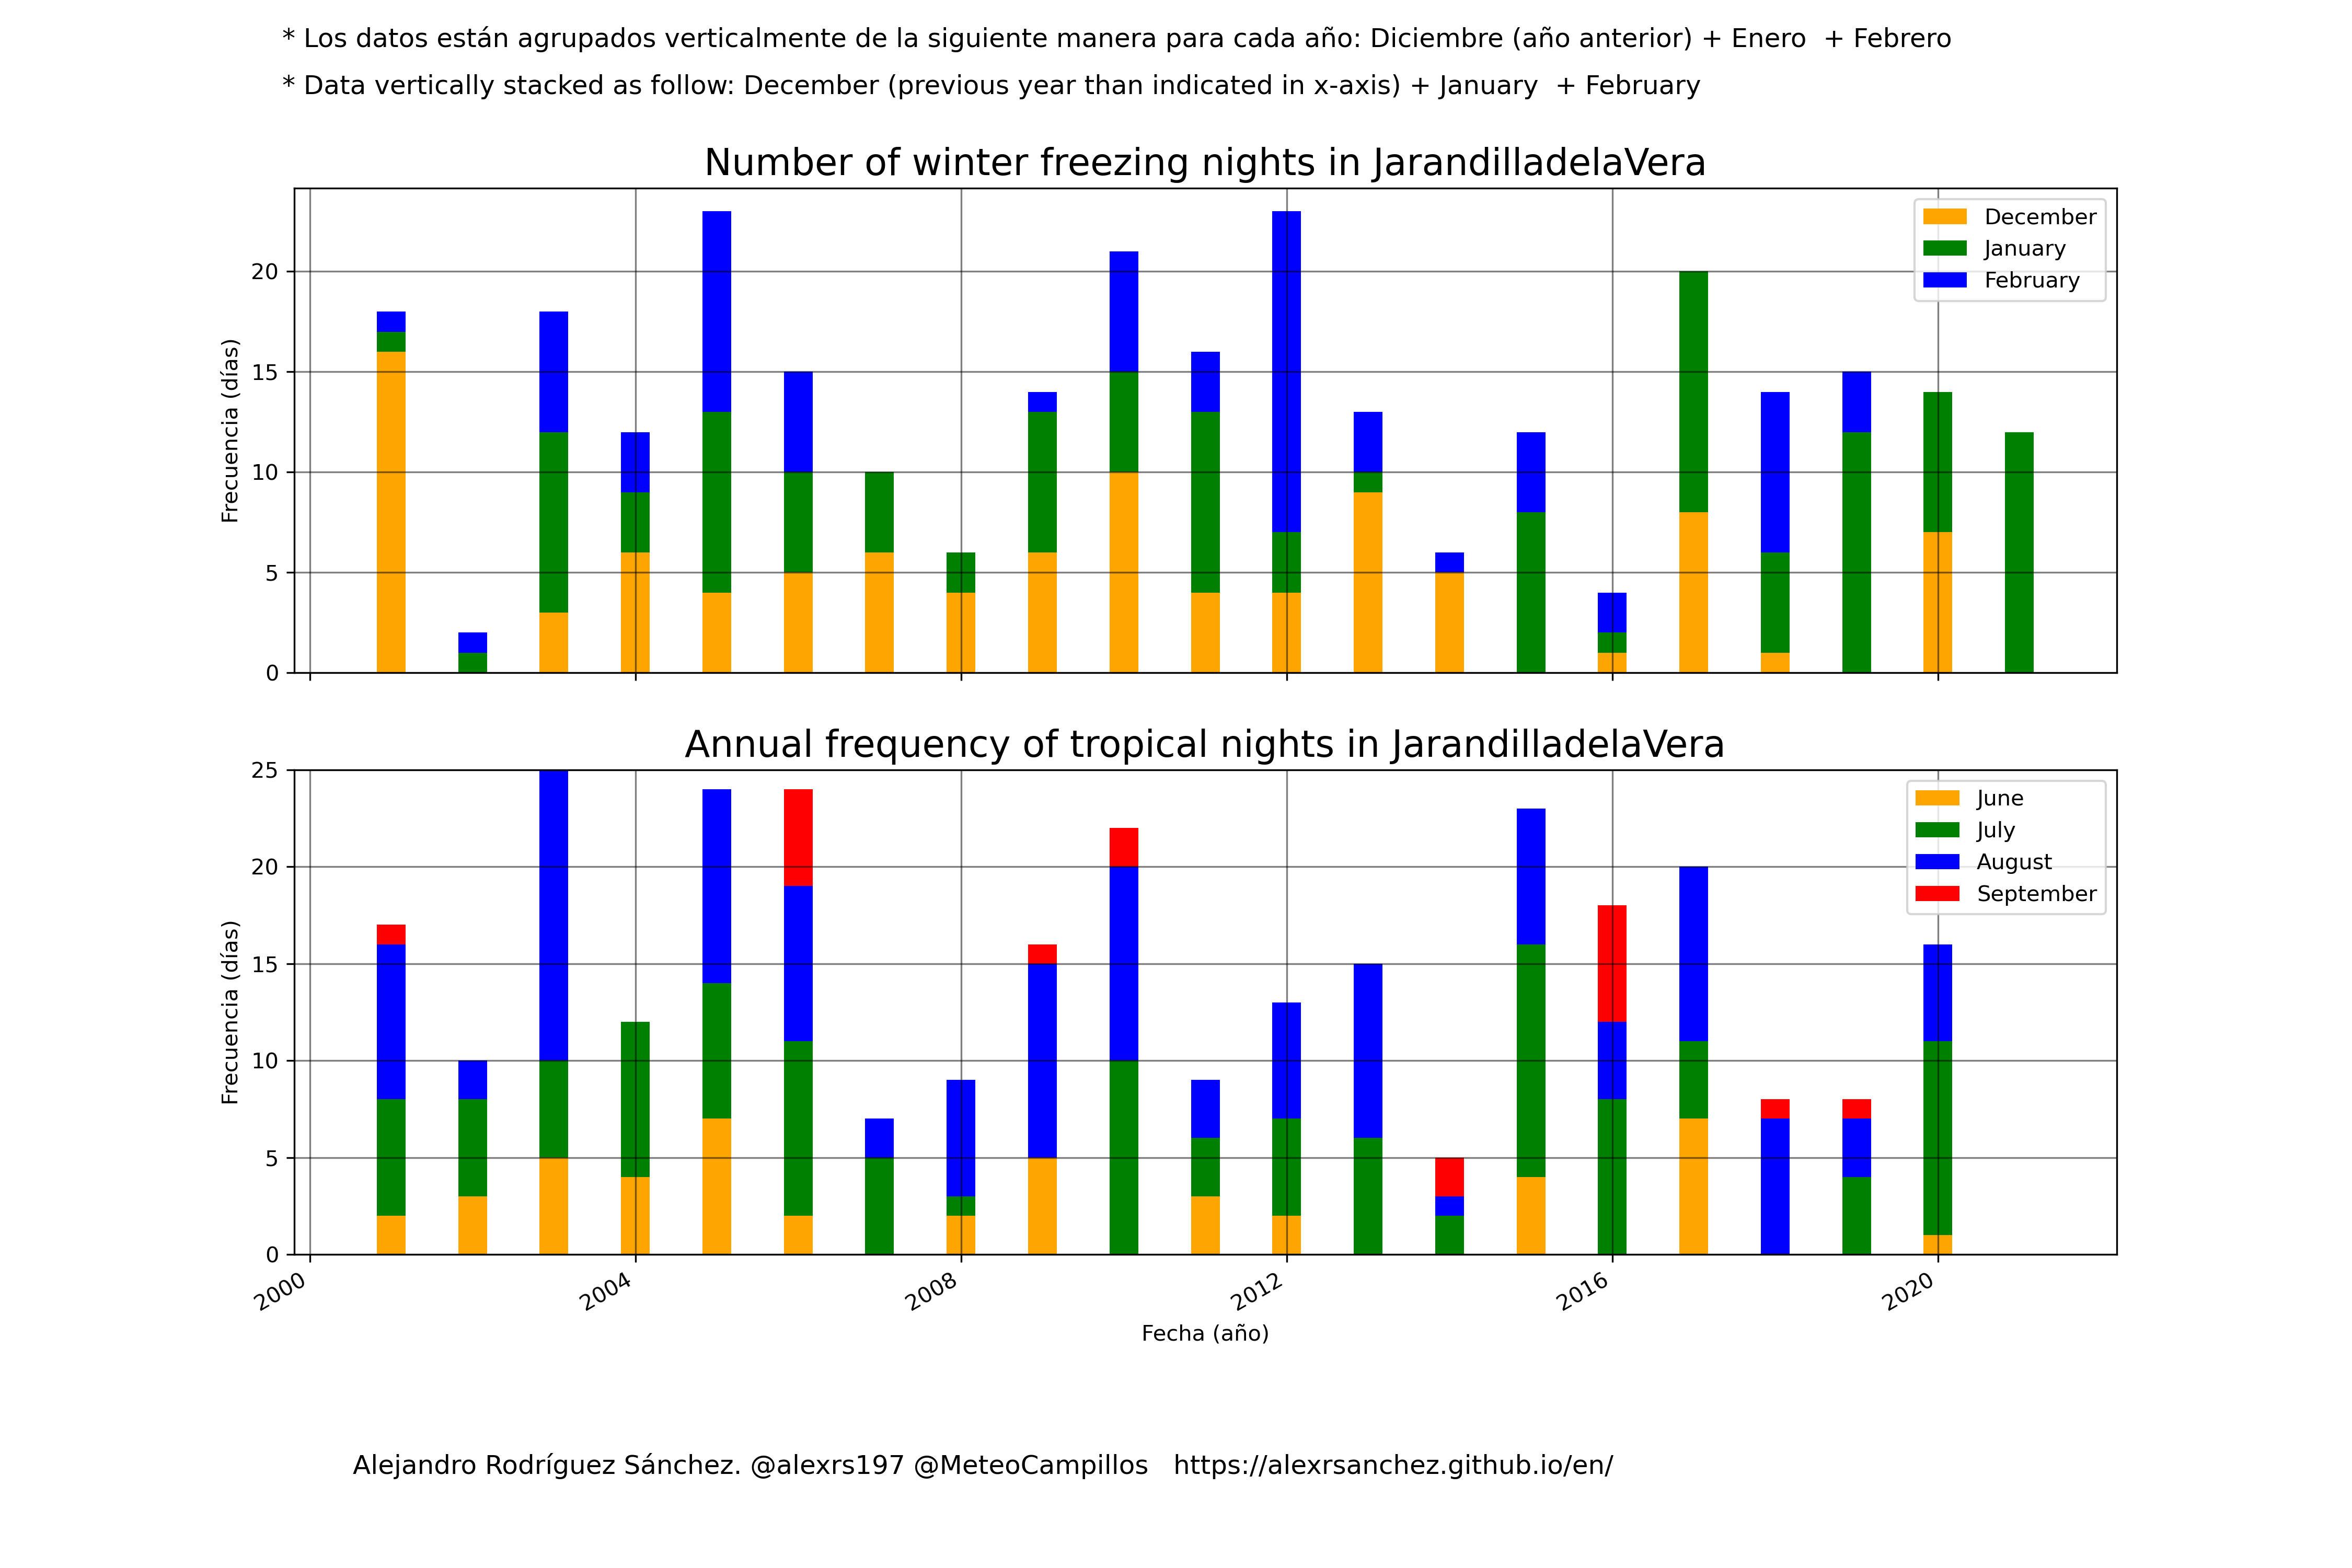 * Los datos están agrupados verticalmente de la siguiente manera para cada año: Diciembre (año anterior) + Enero  + Febrero
* Data vertically stacked as follow: December (previous year than indicated in x-axis) + January  + February
Number of winter freezing nights in JarandilladelaVera
Frecuencia (días)
20
15
10
5
0
December
January
February
Annual frequency of tropical nights in JarandilladelaVera
Frecuencia (días)
25
20
15
10
5
0
June
July
August
September
2000
2004
2008
2012
2016
2020
Fecha (año)
Alejandro Rodríguez Sánchez. @alexrs197 @MeteoCampillos   https://alexrsanchez.github.io/en/